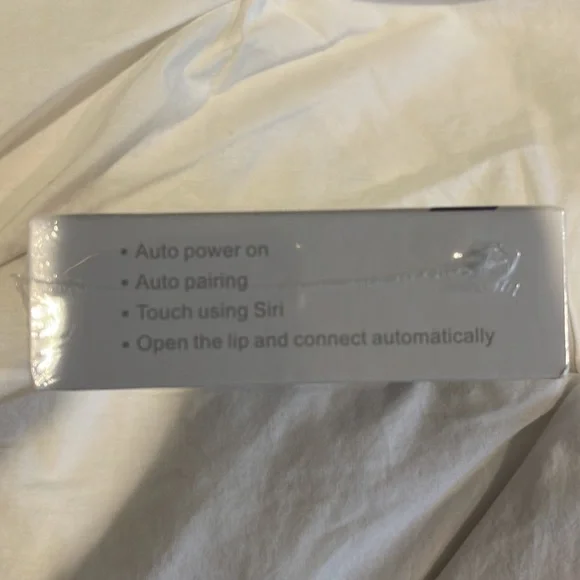 • Auto power on
• Auto pairing
• Touch using Siri
• Open the lip and connect automatically